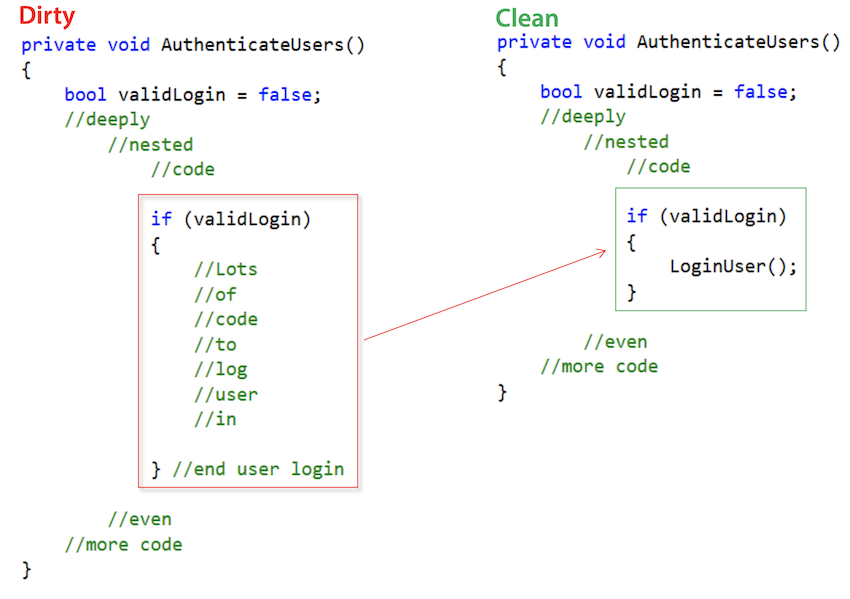 Dirty
private void AuthenticateUsers()
{
    bool validLogin = false;
    //deeply
        //nested
            //code
            if (validLogin)
            {
                //Lots
                //of
                //code
                //to
                //log
                //user
                //in
            } //end user login
        //even
    //more code
}
Clean
private void AuthenticateUsers()
{
    bool validLogin = false;
    //deeply
        //nested
            //code
            if (validLogin)
            {
                LoginUser();
            }
        //even
    //more code
}